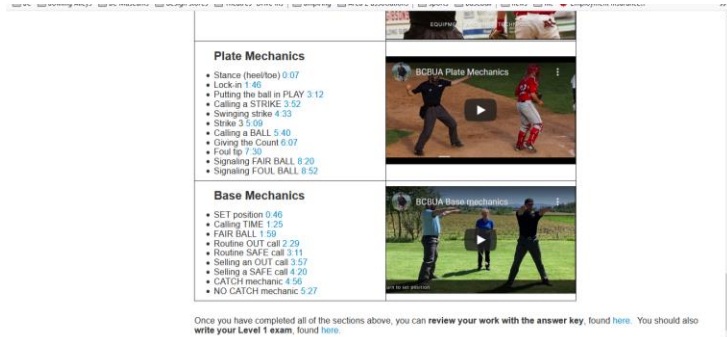 EQUIPMENT
Plate Mechanics
• Stance (heel/toe) 0:07
• Lock-in 1:46
• Putting the ball in PLAY 3:12
• Calling a STRIKE 3:52
• Swinging strike 4:33
• Strike 3 5:09
• Calling a BALL 5:40
• Giving the Count 6:07
• Foul tip 7:30
• Signaling FAIR BALL 8:20
• Signaling FOUL BALL 8:52
BCBUA Plate Mechanics
Base Mechanics
• SET position 0:46
• Calling TIME 1:25
• FAIR BALL 1:59
• Routine OUT call 2:29
• Routine SAFE call 3:11
• Selling an OUT call 3:57
• Selling a SAFE call 4:20
• CATCH mechanic 4:56
• NO CATCH mechanic 5:27
BCBUA Base mechanics
Once you have completed all of the sections above, you can review your work with the answer key, found here. You should also
write your Level 1 exam, found here.